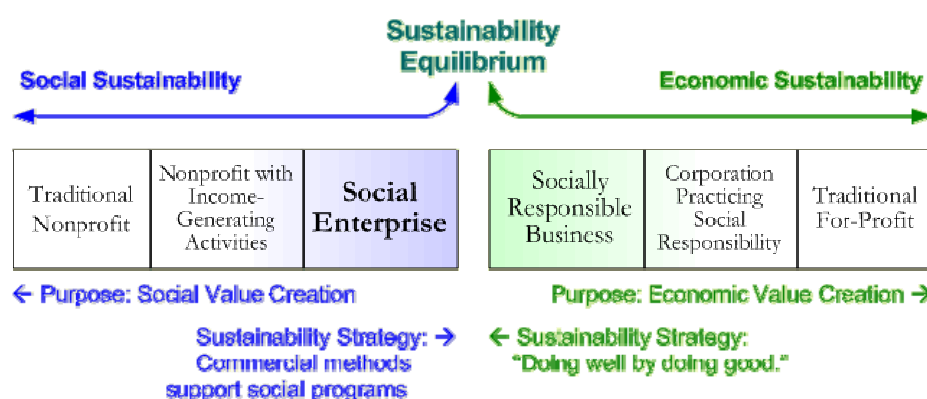 Sustainability
Equilibrium
Social Sustainability
Economic Sustainability
Traditional
Nonprofit
Nonprofit with
Income-
Generating
Activities
Social
Enterprise
Socially
Responsible
Business
Corporation
Practicing
Social
Responsibility
Traditional
For-Profit
← Purpose: Social Value Creation
Purpose: Economic Value Creation →
Sustainability Strategy: →
Commercial methods
support social programs
← Sustainability Strategy:
“Doing well by doing good.”